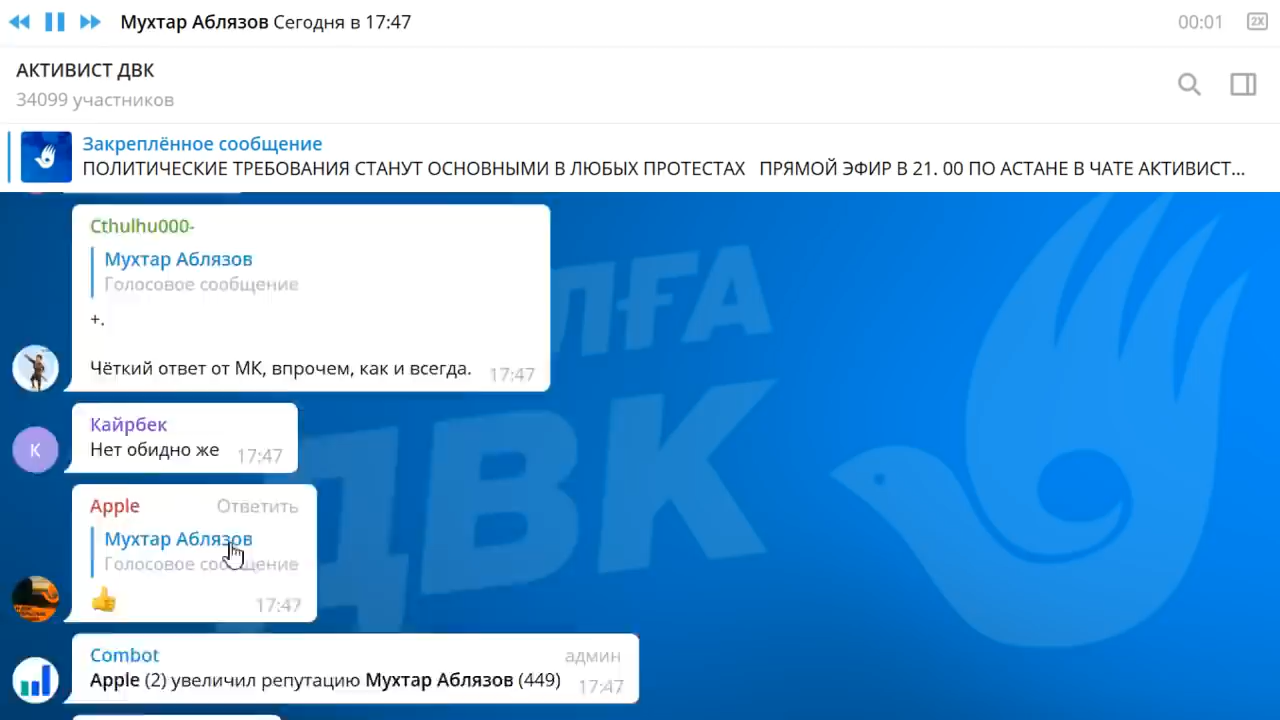 Мухтар Аблязов Сегодня в 17:47
00:01
2X
АКТИВИСТ ДВК
34099 участников
Закреплённое сообщение
ПОЛИТИЧЕСКИЕ ТРЕБОВАНИЯ СТАНУТ ОСНОВНЫМИ В ЛЮБЫХ ПРОТЕСТАХ ПРЯМОЙ ЭФИР В 21. 00 ПО АСТАНЕ В ЧАТЕ АКТИВИСТ...
Cthulhu000-
Мухтар Аблязов
Голосовое сообщение
+.
Чёткий ответ от МК, впрочем, как и всегда.
17:47
К
Кайрбек
Нет обидно же
17:47
Apple
Ответить
Мухтар Аблязов
Голосовое сообщение
👍
17:47
Combot
админ
Apple (2) увеличил репутацию Мухтар Аблязов (449)
17:47
ДВК